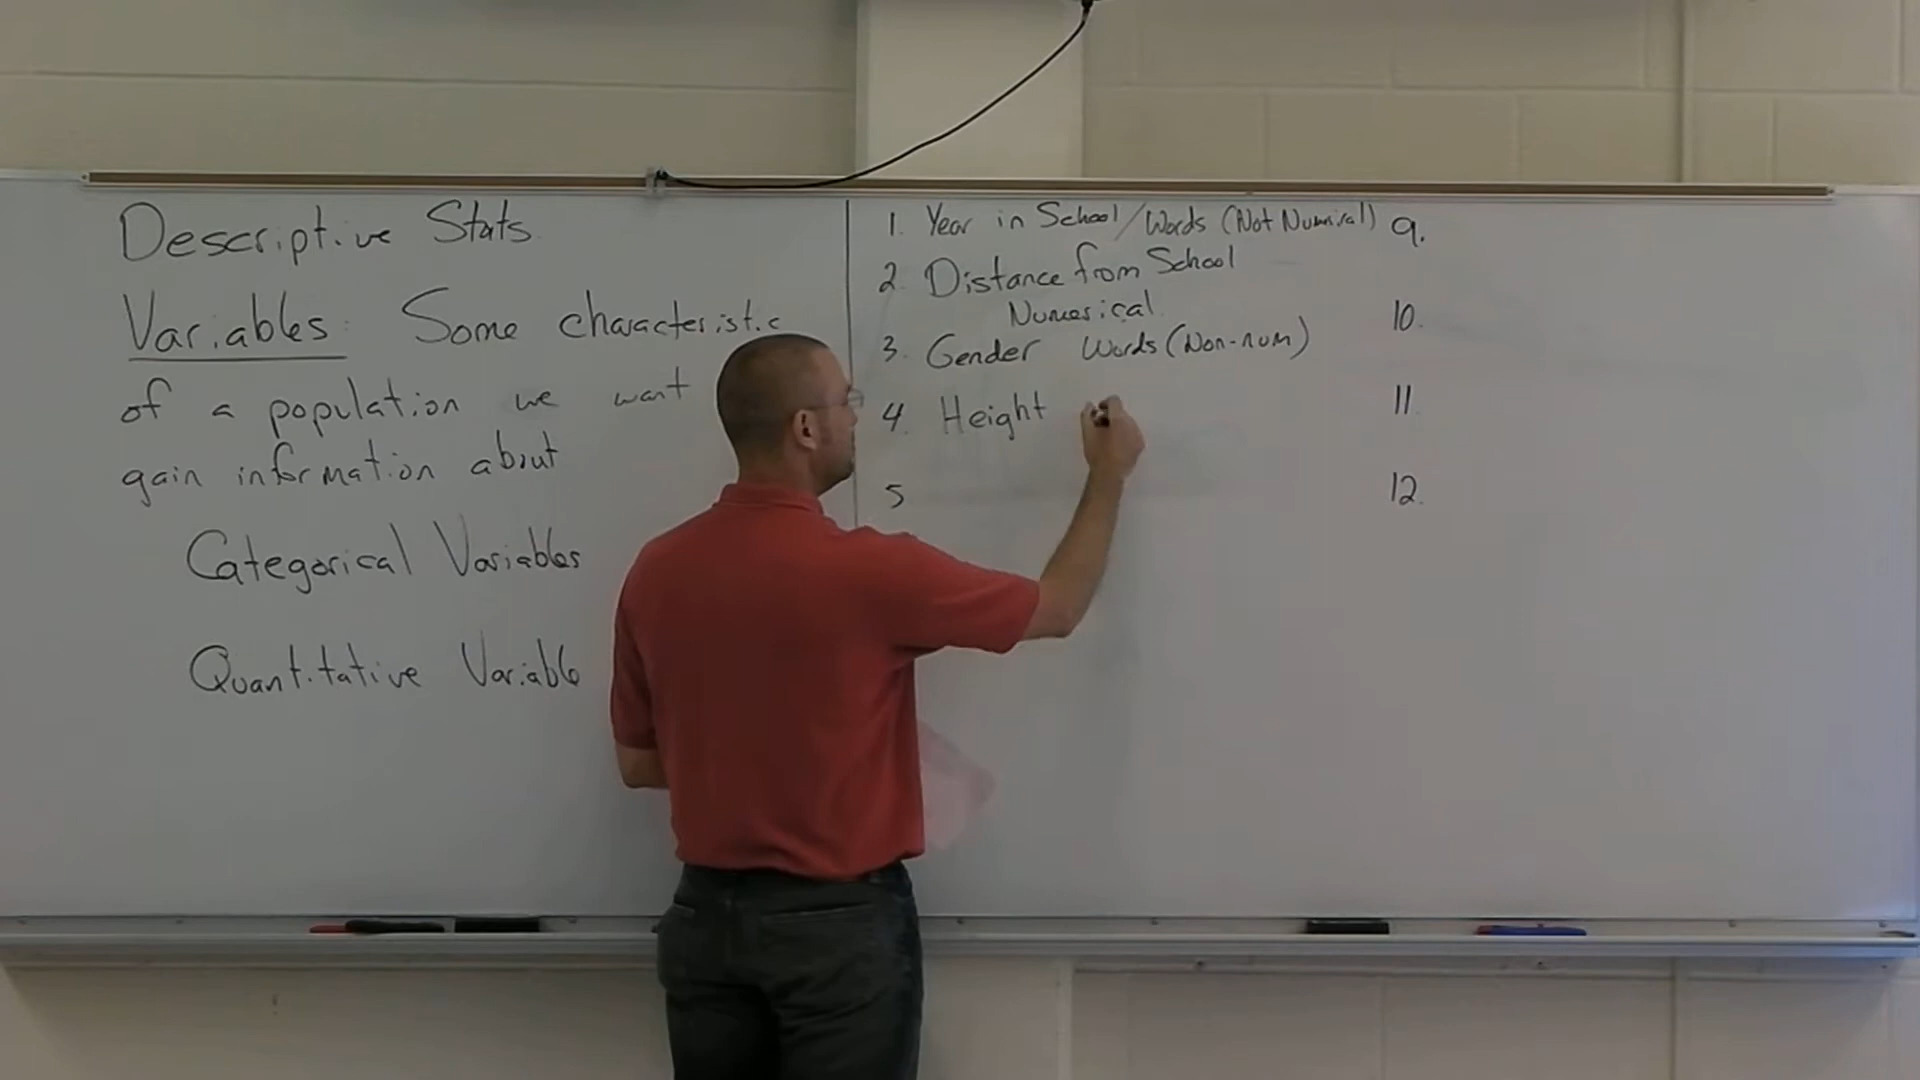 Descriptive Stats
Variables: Some characteristic
of a population we want
gain information about
Categorical Variables
Quantitative Variable
1. Year in School/Words (Not Numerical)
2. Distance from School
Numerical
3. Gender Words (Non-num)
4. Height
5
9.
10.
11.
12.